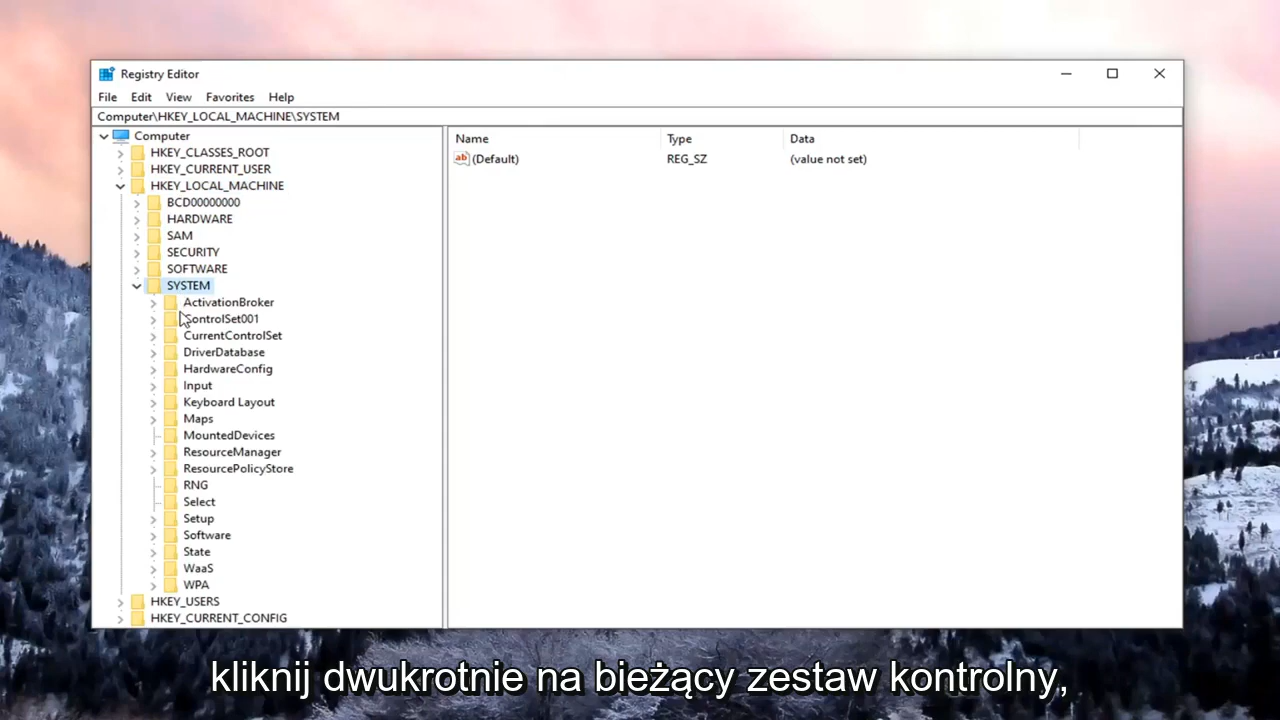 Registry Editor
File Edit View Favorites Help
Computer\HKEY_LOCAL_MACHINE\SYSTEM
Computer
HKEY_CLASSES_ROOT
HKEY_CURRENT_USER
HKEY_LOCAL_MACHINE
BCD00000000
HARDWARE
SAM
SECURITY
SOFTWARE
SYSTEM
ActivationBroker
ControlSet001
CurrentControlSet
DriverDatabase
HardwareConfig
Input
Keyboard Layout
Maps
MountedDevices
ResourceManager
ResourcePolicyStore
RNG
Select
Setup
Software
State
WaaS
WPA
HKEY_USERS
HKEY_CURRENT_CONFIG
Name Type Data
ab (Default) REG_SZ (value not set)
kliknij dwukrotnie na bieżący zestaw kontrolny,